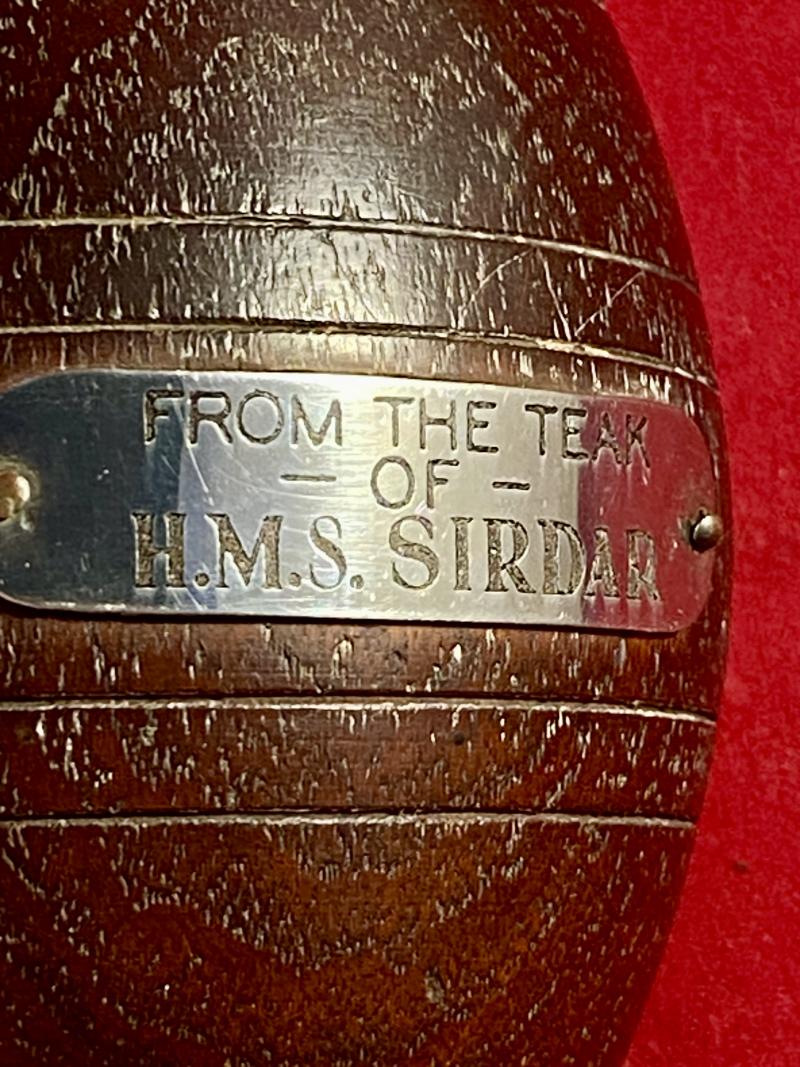 FROM THE TEAK
— OF —
H.M.S. SIRDAR